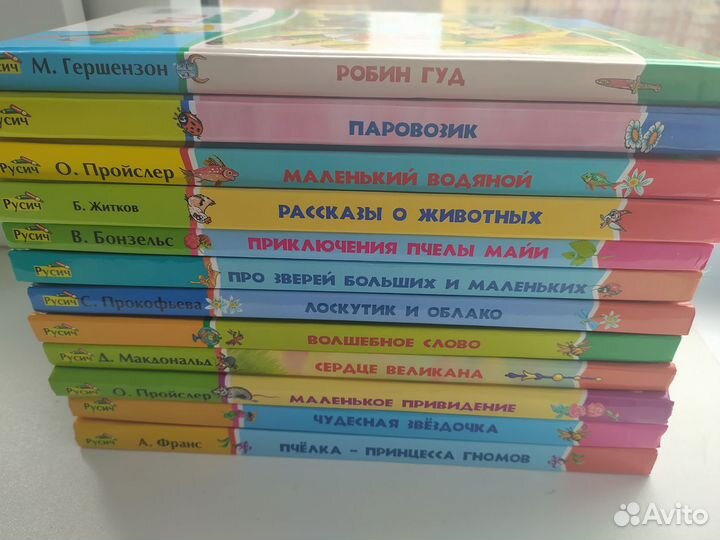 Русич М. Гершензон РОБИН ГУД
Русич ПАРОВОЗИК
Русич О. Пройслер МАЛЕНЬКИЙ ВОДЯНОЙ
Русич Б. Житков РАССКАЗЫ О ЖИВОТНЫХ
Русич В. Бонзельс ПРИКЛЮЧЕНИЯ ПЧЕЛЫ МАЙИ
Русич ПРО ЗВЕРЕЙ БОЛЬШИХ И МАЛЕНЬКИХ
Русич С. Прокофьева ЛОСКУТИК И ОБЛАКО
Русич ВОЛШЕБНОЕ СЛОВО
Русич Д. Макдональд СЕРДЦЕ ВЕЛИКАНА
Русич О. Пройслер МАЛЕНЬКОЕ ПРИВИДЕНИЕ
Русич ЧУДЕСНАЯ ЗВЁЗДОЧКА
Русич А. Франс ПЧЁЛКА - ПРИНЦЕССА ГНОМОВ
Avito